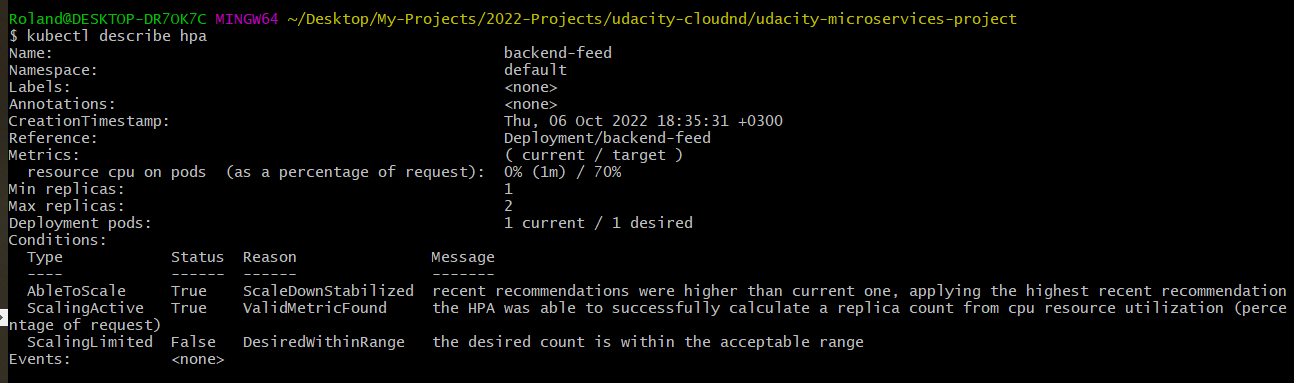 Roland@DESKTOP-DR7OK7C MINGW64 ~/Desktop/My-Projects/2022-Projects/udacity-cloudnd/udacity-microservices-project
$ kubectl describe hpa
Name:                                                  backend-feed
Namespace:                                             default
Labels:                                                <none>
Annotations:                                           <none>
CreationTimestamp:                                     Thu, 06 Oct 2022 18:35:31 +0300
Reference:                                             Deployment/backend-feed
Metrics:                                               ( current / target )
  resource cpu on pods  (as a percentage of request):  0% (1m) / 70%
Min replicas:                                          1
Max replicas:                                          2
Deployment pods:                                       1 current / 1 desired
Conditions:
  Type            Status  Reason              Message
  ----            ------  ------              -------
  AbleToScale     True    ScaleDownStabilized  recent recommendations were higher than current one, applying the highest recent recommendation
  ScalingActive   True    ValidMetricFound    the HPA was able to successfully calculate a replica count from cpu resource utilization (perce
ntage of request)
  ScalingLimited  False   DesiredWithinRange  the desired count is within the acceptable range
Events:           <none>